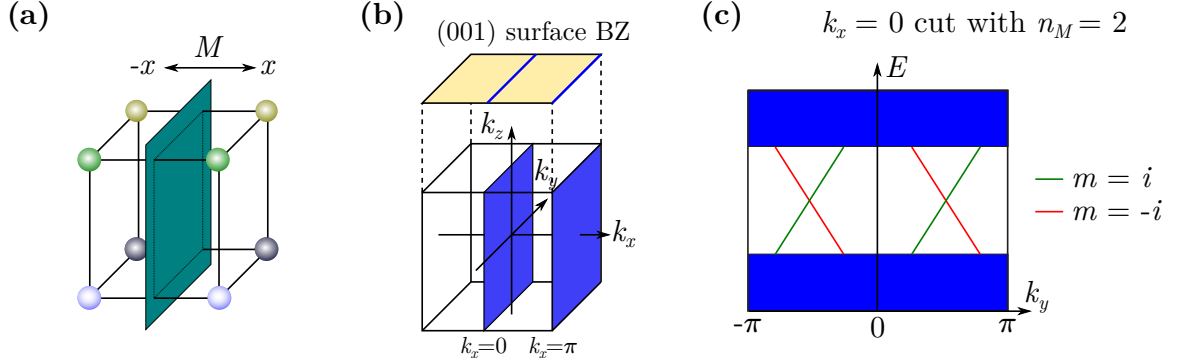 (a)
M
-x
x
(b)
(001) surface BZ
k_z
k_y
k_x
k_x=0
k_x=π
(c)
k_x = 0 cut with n_M = 2
E
-π
0
π
k_y
m = i
m = -i